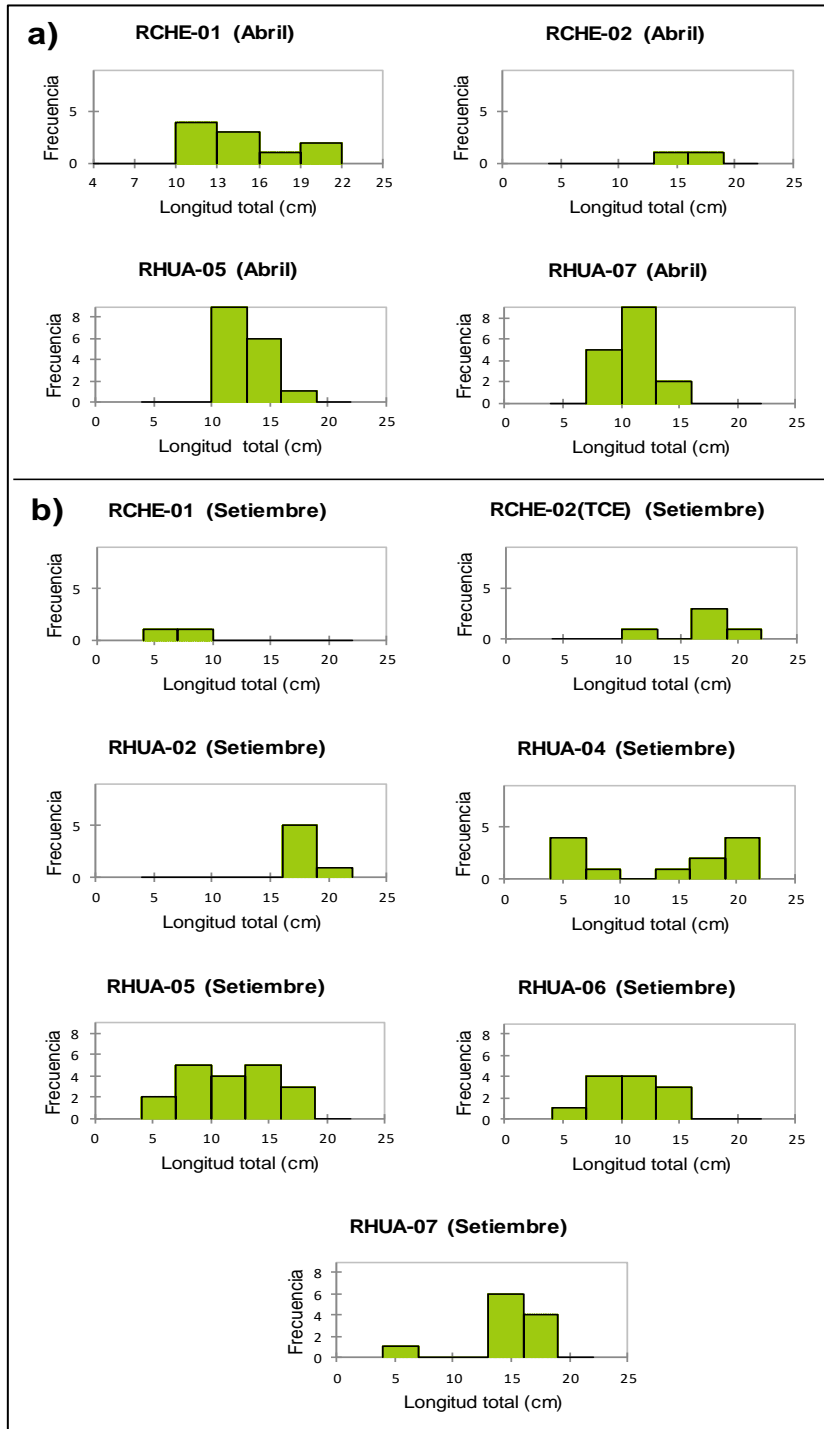 a)
RCHE-01 (Abril)
Frecuencia
5
0
4 7 10 13 16 19 22 25
Longitud total (cm)
RCHE-02 (Abril)
Frecuencia
5
0
0 5 10 15 20 25
Longitud total (cm)
RHUA-05 (Abril)
Frecuencia
8
6
4
2
0
0 5 10 15 20 25
Longitud total (cm)
RHUA-07 (Abril)
Frecuencia
8
6
4
2
0
0 5 10 15 20 25
Longitud total (cm)
b)
RCHE-01 (Setiembre)
Frecuencia
5
0
0 5 10 15 20 25
Longitud total (cm)
RCHE-02(TCE) (Setiembre)
Frecuencia
5
0
0 5 10 15 20 25
Longitud total (cm)
RHUA-02 (Setiembre)
Frecuencia
5
0
0 5 10 15 20 25
Longitud total (cm)
RHUA-04 (Setiembre)
Frecuencia
5
0
0 5 10 15 20 25
Longitud total (cm)
RHUA-05 (Setiembre)
Frecuencia
8
6
4
2
0
0 5 10 15 20 25
Longitud total (cm)
RHUA-06 (Setiembre)
Frecuencia
8
6
4
2
0
0 5 10 15 20 25
Longitud total (cm)
RHUA-07 (Setiembre)
Frecuencia
8
6
4
2
0
0 5 10 15 20 25
Longitud total (cm)